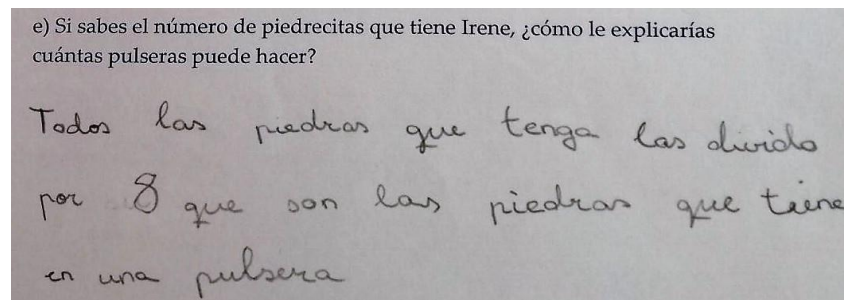 e) Si sabes el número de piedrecitas que tiene Irene, ¿cómo le explicarías
cuántas pulseras puede hacer?
Todos las piedras que tenga las divido
por 8 que son las piedras que tiene
en una pulsera